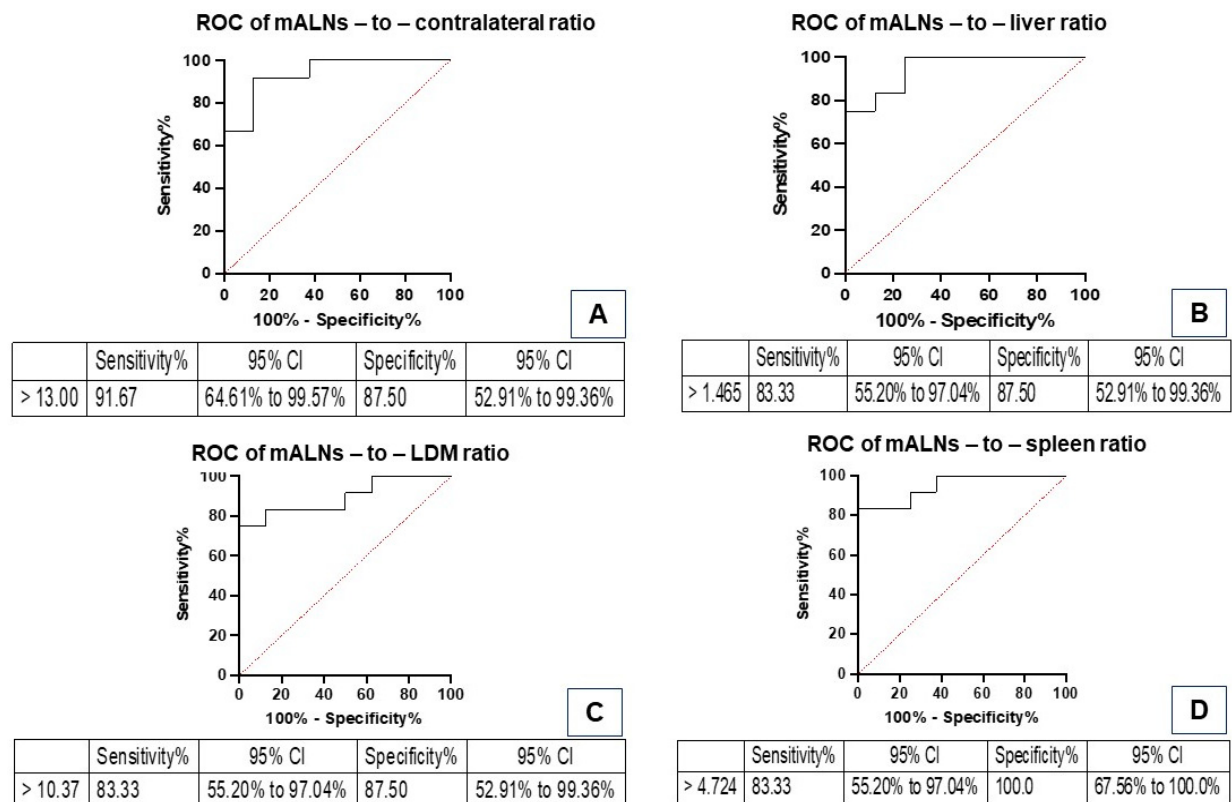 ROC of mALNs – to – contralateral ratio
100
80
60
40
20
0
Sensitivity%
0 20 40 60 80 100
100% - Specificity%
A
Sensitivity% 95% CI Specificity% 95% CI
> 13.00 91.67 64.61% to 99.57% 87.50 52.91% to 99.36%
ROC of mALNs – to – liver ratio
100
80
60
40
20
0
Sensitivity%
0 20 40 60 80 100
100% - Specificity%
B
Sensitivity% 95% CI Specificity% 95% CI
> 1.465 83.33 55.20% to 97.04% 87.50 52.91% to 99.36%
ROC of mALNs – to – LDM ratio
100
80
60
40
20
0
Sensitivity%
0 20 40 60 80 100
100% - Specificity%
C
Sensitivity% 95% CI Specificity% 95% CI
> 10.37 83.33 55.20% to 97.04% 87.50 52.91% to 99.36%
ROC of mALNs – to – spleen ratio
100
80
60
40
20
0
Sensitivity%
0 20 40 60 80 100
100% - Specificity%
D
Sensitivity% 95% CI Specificity% 95% CI
> 4.724 83.33 55.20% to 97.04% 100.0 67.56% to 100.0%